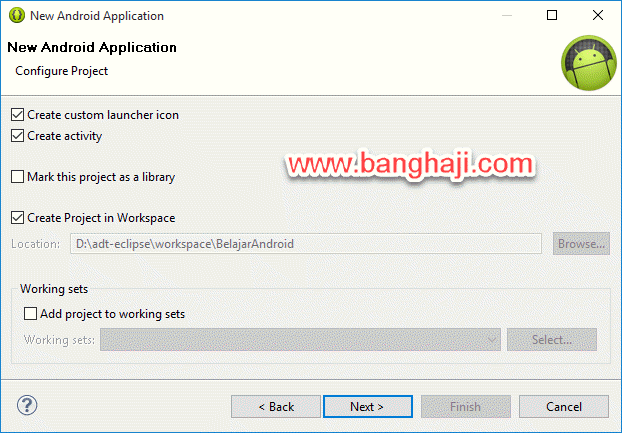 New Android Application
New Android Application
Configure Project
Create custom launcher icon
Create activity
www.banghaji.com
Mark this project as a library
Create Project in Workspace
Location: D:\adt-eclipse\workspace\BelajarAndroid Browse...
Working sets
Add project to working sets
Working sets: Select...
? < Back Next > Finish Cancel